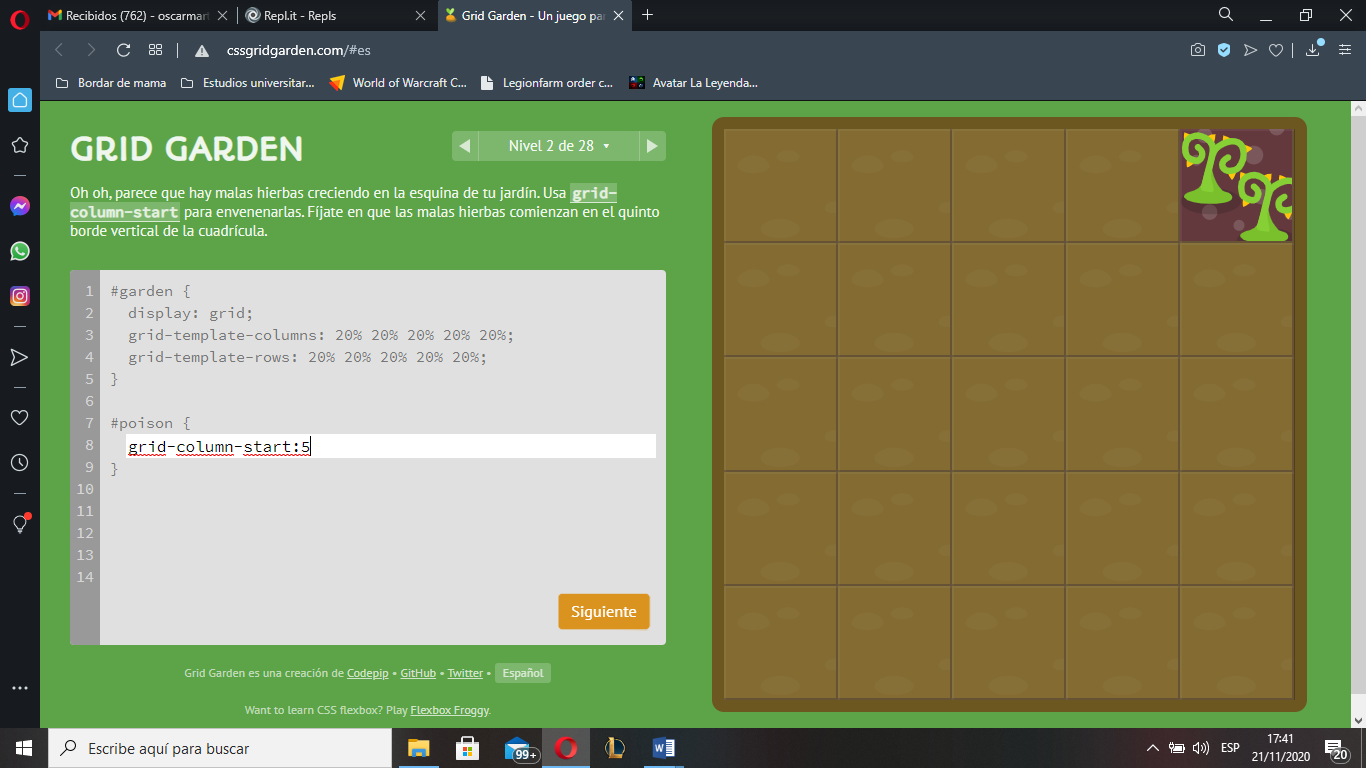 Recibidos (762) - oscarmart
Repl.it - Repls
Grid Garden - Un juego par
cssgridgarden.com/#es
Bordar de mama
Estudios universitar...
World of Warcraft C...
Legionfarm order c...
Avatar La Leyenda...
GRID GARDEN
Nivel 2 de 28
Oh oh, parece que hay malas hierbas creciendo en la esquina de tu jardín. Usa grid-
column-start para envenenarlas. Fíjate en que las malas hierbas comienzan en el quinto
borde vertical de la cuadrícula.
1 #garden {
2 display: grid;
3 grid-template-columns: 20% 20% 20% 20% 20%;
4 grid-template-rows: 20% 20% 20% 20% 20%;
5 }
6
7 #poison {
8 grid-column-start:5
9 }
10
11
12
13
14
Siguiente
Grid Garden es una creación de Codepip • GitHub • Twitter • Español
Want to learn CSS flexbox? Play Flexbox Froggy.
Escribe aquí para buscar
99+
ESP
17:41
21/11/2020
20